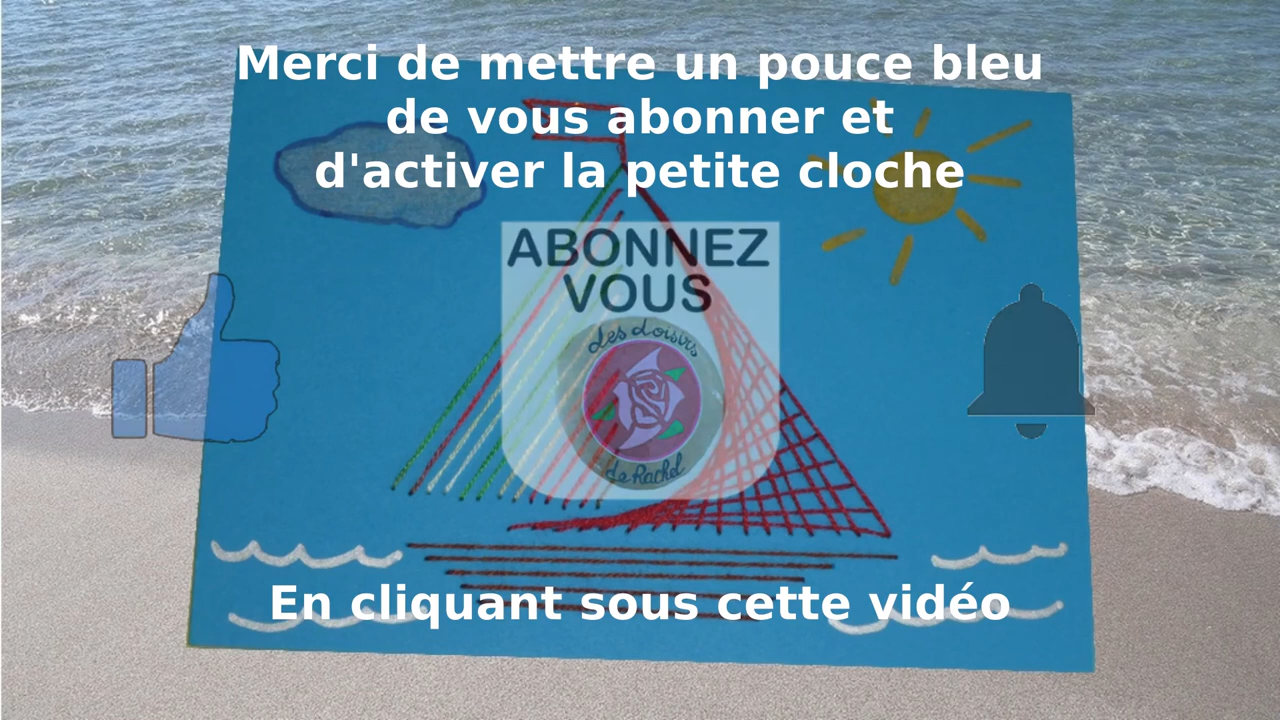 Merci de mettre un pouce bleu
de vous abonner et
d'activer la petite cloche
ABONNEZ
VOUS
des Loisirs
de Rachel
En cliquant sous cette vidéo